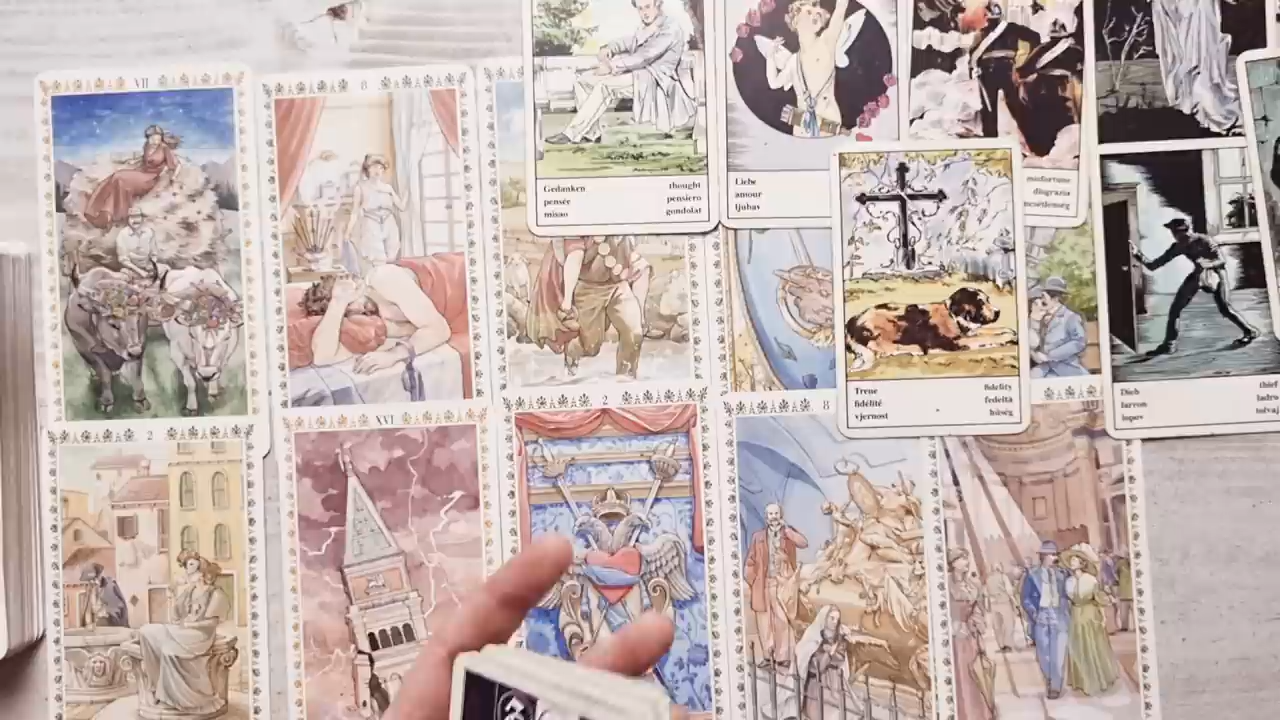 VII
8
Gedanken thought
pensée pensiero
misao gondolat
Liebe
amour
ljubav
misfortune
disgrazia
Treue fidelity
fidélité fedeltà
vjernost hűség
Dieb thief
larron ladro
lopov tolvaj
2
XVI
2
8